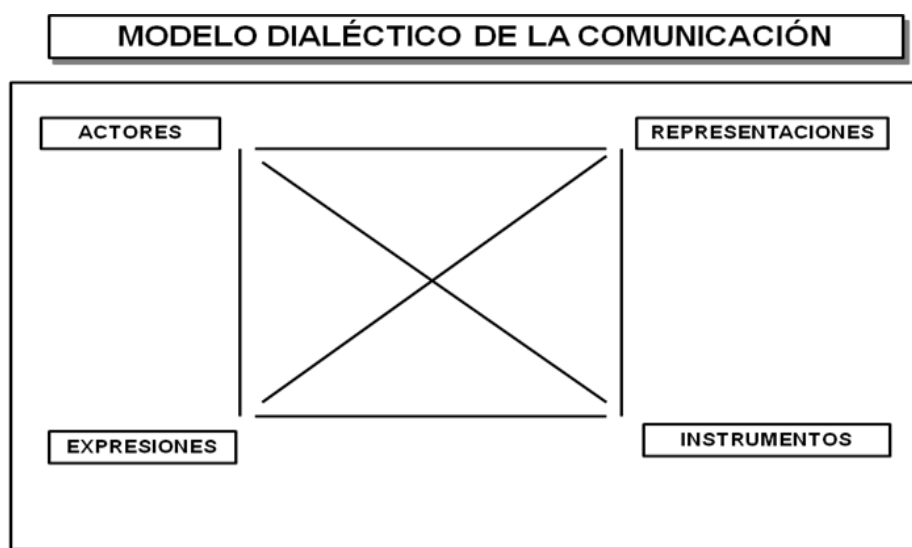 MODELO DIALÉCTICO DE LA COMUNICACIÓN
ACTORES
REPRESENTACIONES
EXPRESIONES
INSTRUMENTOS